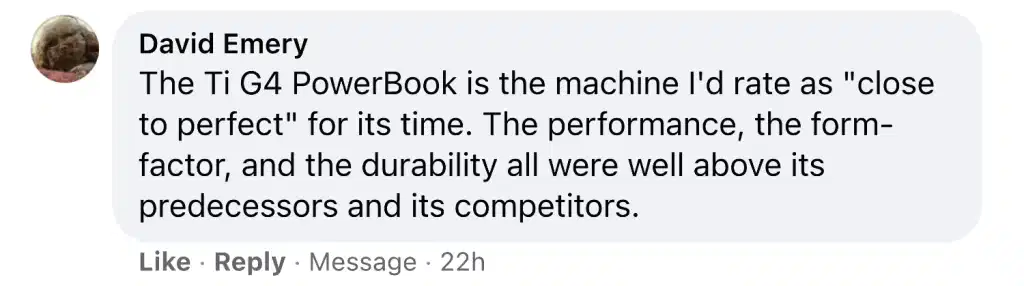 David Emery
The Ti G4 PowerBook is the machine I'd rate as "close
to perfect" for its time. The performance, the form-
factor, and the durability all were well above its
predecessors and its competitors.
Like · Reply · Message · 22h